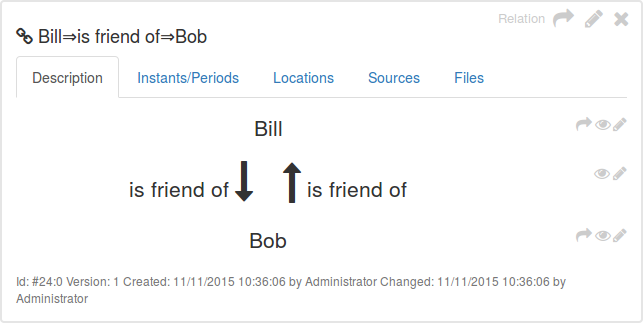 Relation
Bill⇒is friend of⇒Bob
Description Instants/Periods Locations Sources Files
Bill
is friend of is friend of
Bob
Id: #24:0 Version: 1 Created: 11/11/2015 10:36:06 by Administrator Changed: 11/11/2015 10:36:06 by
Administrator